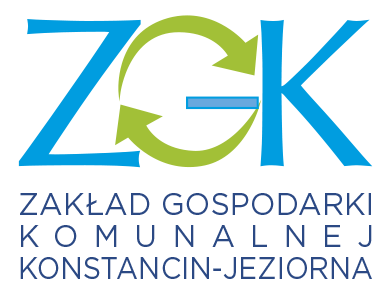 ZGK
ZAKŁAD GOSPODARKI
KOMUNALNEJ
KONSTANCIN-JEZIORNA